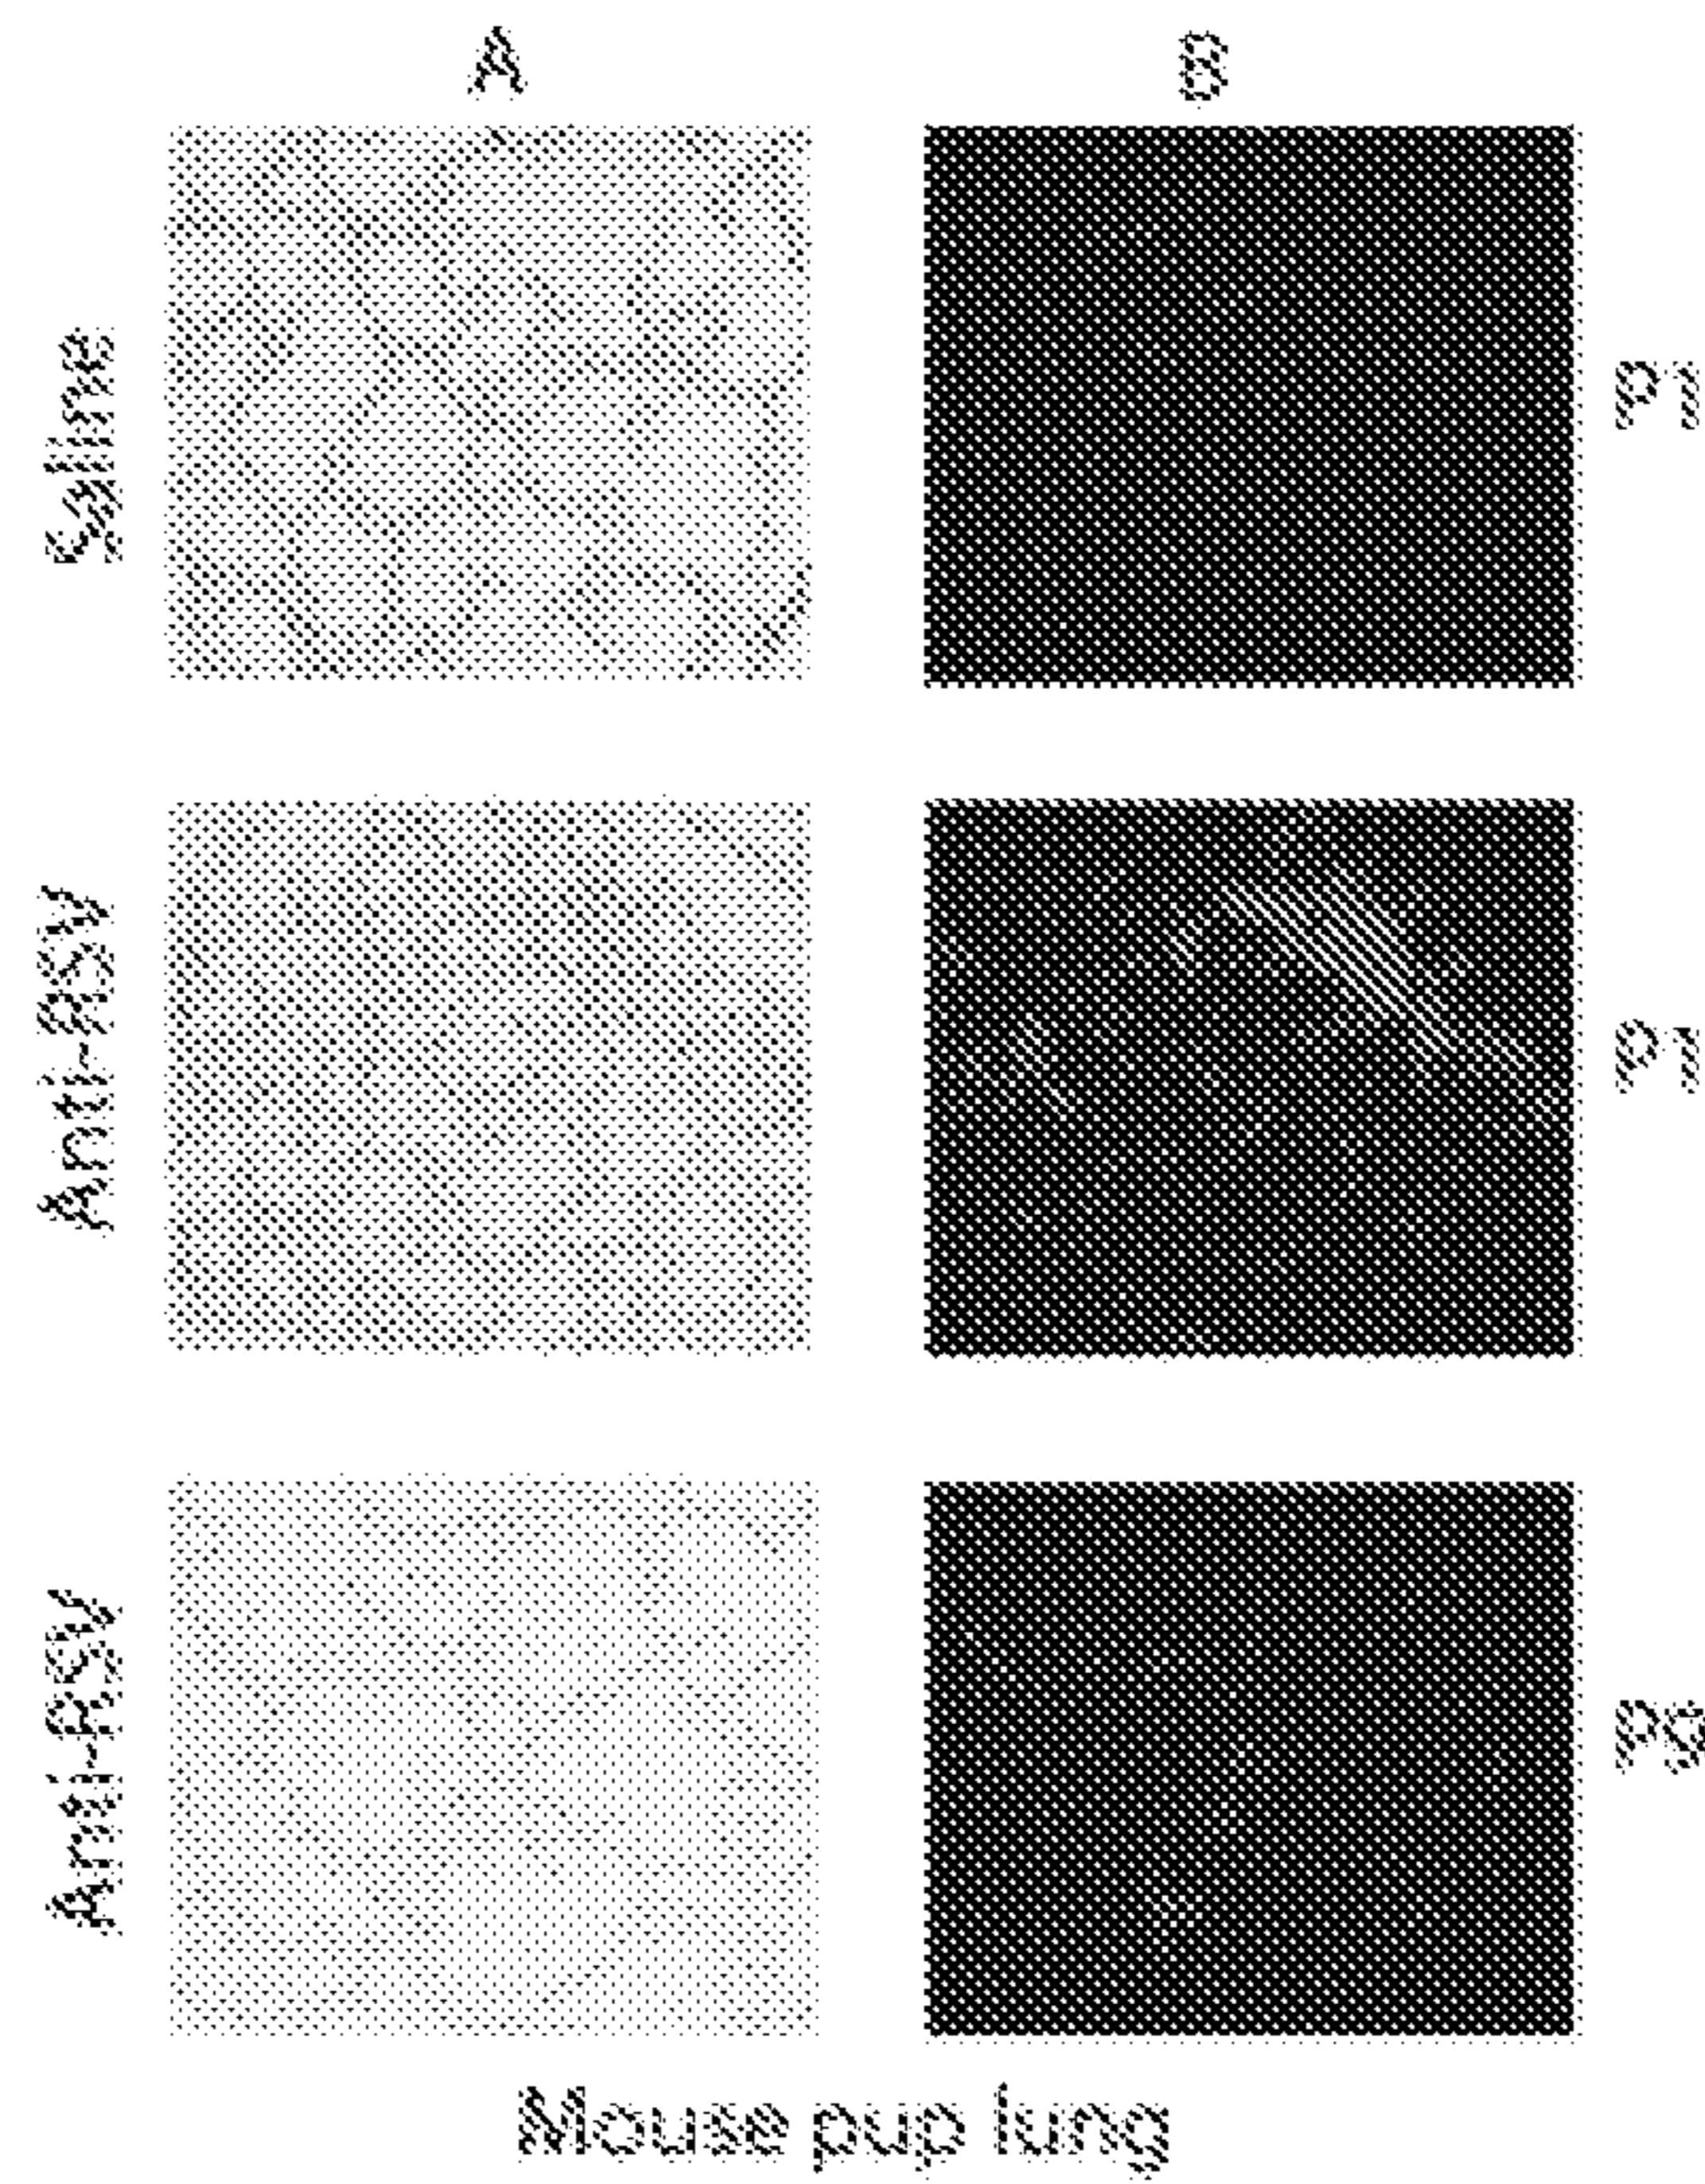 A B
Saline P1
Anti-RSV P1
Anti-RSV P9
Mouse pup lung